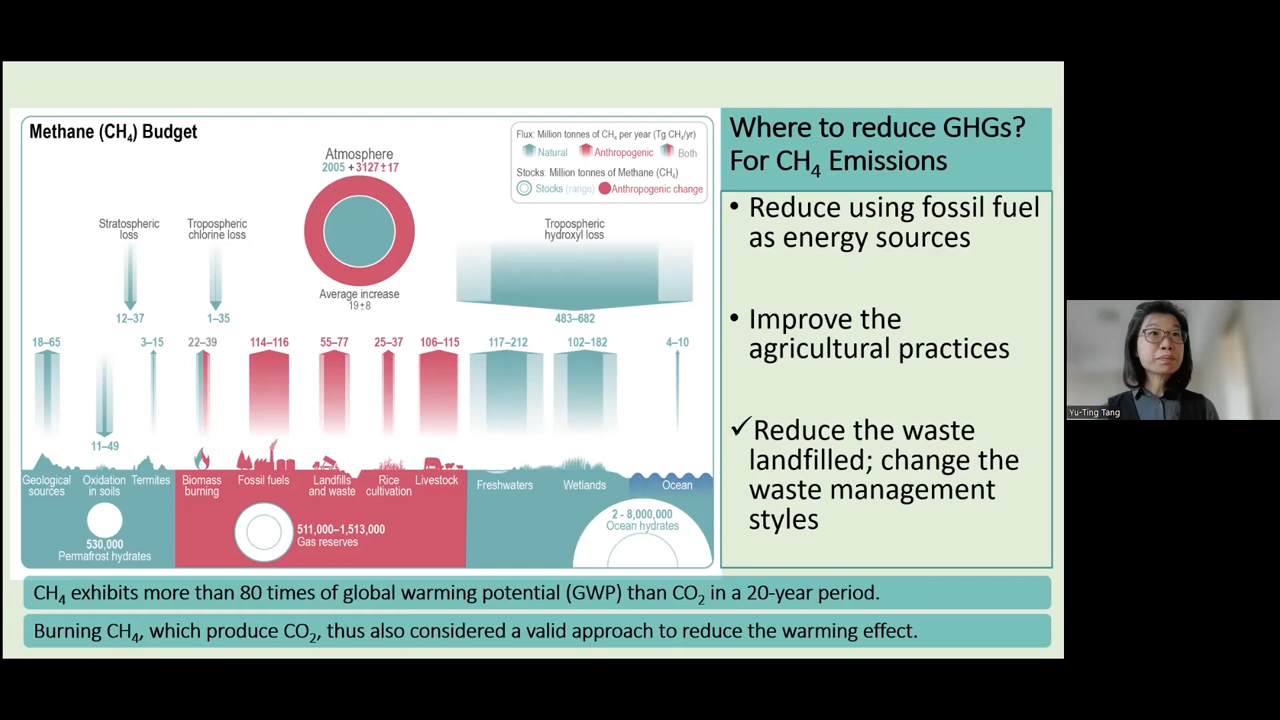 Methane (CH₄) Budget
Flux: Million tonnes of CH₄ per year (Tg CH₄/yr)
Natural
Anthropogenic
Both
Stocks: Million tonnes of Methane (CH₄)
Stocks (range)
Anthropogenic change
Atmosphere
2005 + 3127±17
Average increase
19±8
Stratospheric
loss
12–37
Tropospheric
chlorine loss
1–35
Tropospheric
hydroxyl loss
483–682
18–65
11–49
3–15
22–39
114–116
55–77
25–37
106–115
117–212
102–182
4–10
Geological
sources
Oxidation
in soils
Termites
Biomass
burning
Fossil fuels
Landfills
and waste
Rice
cultivation
Livestock
Freshwaters
Wetlands
Ocean
530,000
Permafrost hydrates
511,000–1,513,000
Gas reserves
2 - 8,000,000
Ocean hydrates
Where to reduce GHGs?
For CH₄ Emissions
• Reduce using fossil fuel
as energy sources
• Improve the
agricultural practices
✓Reduce the waste
landfilled; change the
waste management
styles
CH₄ exhibits more than 80 times of global warming potential (GWP) than CO₂ in a 20-year period.
Burning CH₄, which produce CO₂, thus also considered a valid approach to reduce the warming effect.
Yu-Ting Tang